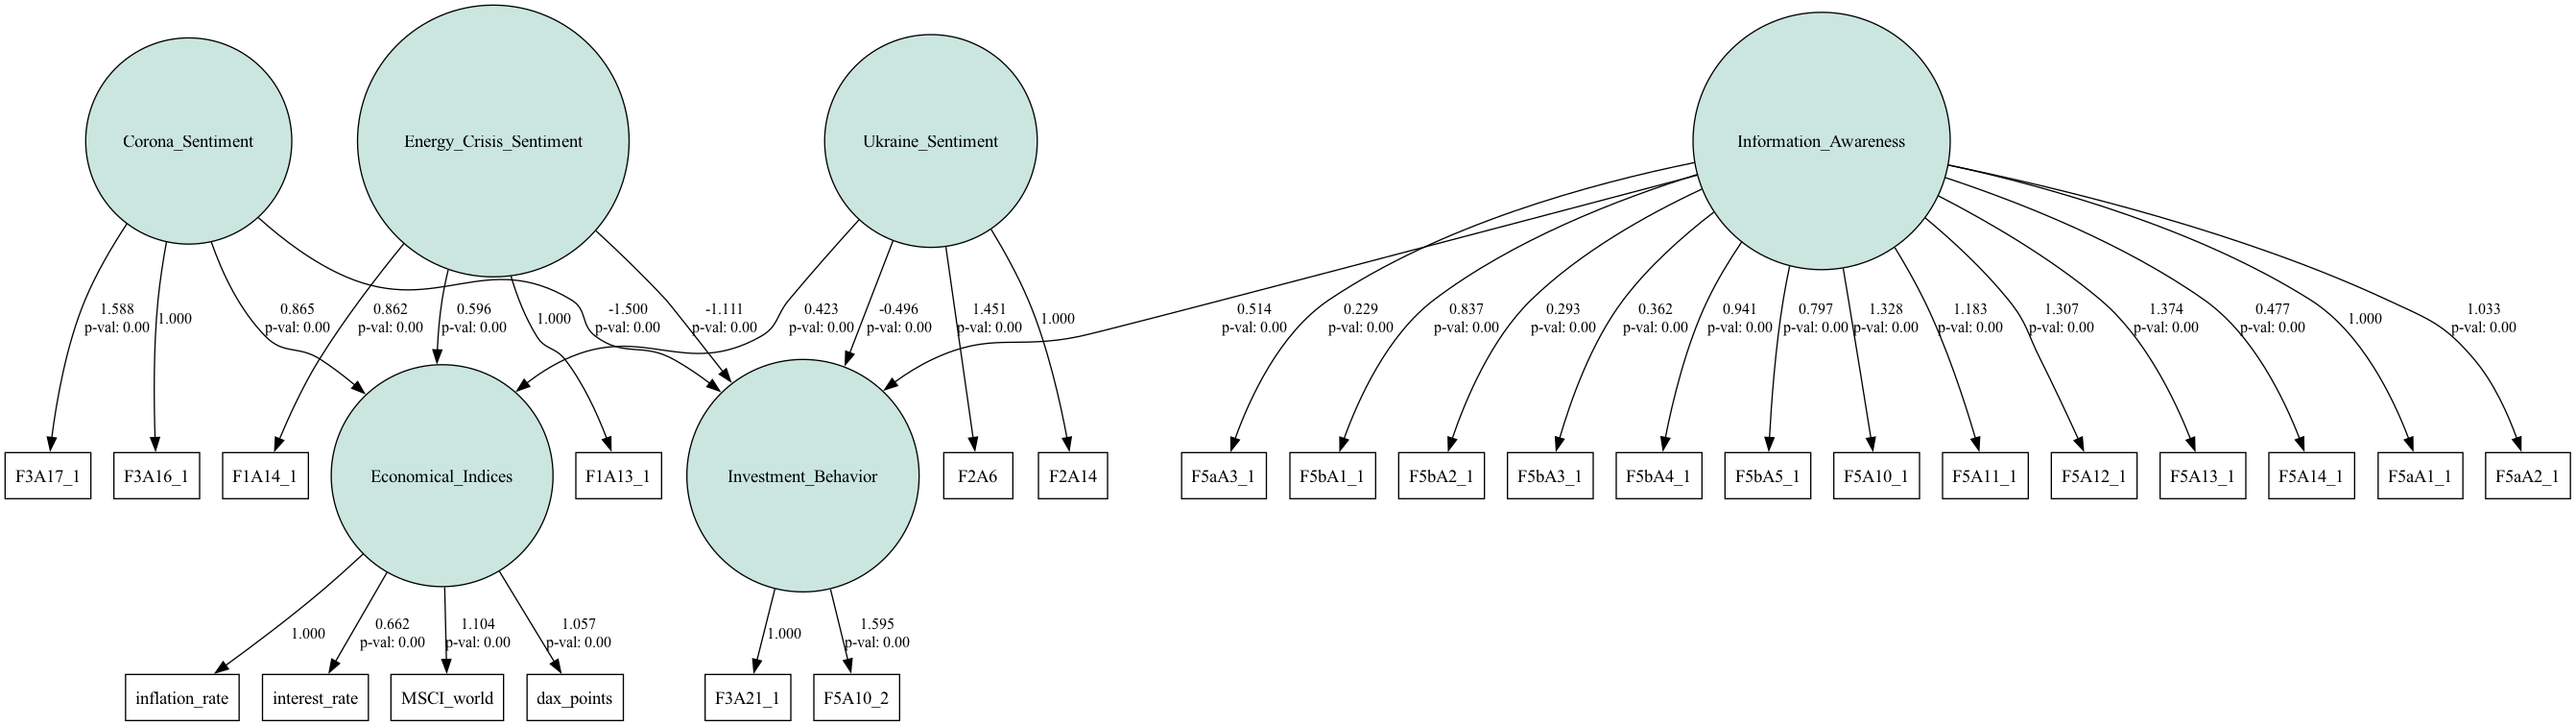 Corona_Sentiment
Energy_Crisis_Sentiment
Ukraine_Sentiment
Information_Awareness
1.588
p-val: 0.00
1.000
0.865
p-val: 0.00
0.862
p-val: 0.00
0.596
p-val: 0.00
1.000
-1.500
p-val: 0.00
-1.111
p-val: 0.00
0.423
p-val: 0.00
-0.496
p-val: 0.00
1.451
p-val: 0.00
1.000
0.514
p-val: 0.00
0.229
p-val: 0.00
0.837
p-val: 0.00
0.293
p-val: 0.00
0.362
p-val: 0.00
0.941
p-val: 0.00
0.797
p-val: 0.00
1.328
p-val: 0.00
1.183
p-val: 0.00
1.307
p-val: 0.00
1.374
p-val: 0.00
0.477
p-val: 0.00
1.000
1.033
p-val: 0.00
F3A17_1
F3A16_1
F1A14_1
Economical_Indices
F1A13_1
Investment_Behavior
F2A6
F2A14
F5aA3_1
F5bA1_1
F5bA2_1
F5bA3_1
F5bA4_1
F5bA5_1
F5A10_1
F5A11_1
F5A12_1
F5A13_1
F5A14_1
F5aA1_1
F5aA2_1
1.000
0.662
p-val: 0.00
1.104
p-val: 0.00
1.057
p-val: 0.00
1.000
1.595
p-val: 0.00
inflation_rate
interest_rate
MSCI_world
dax_points
F3A21_1
F5A10_2